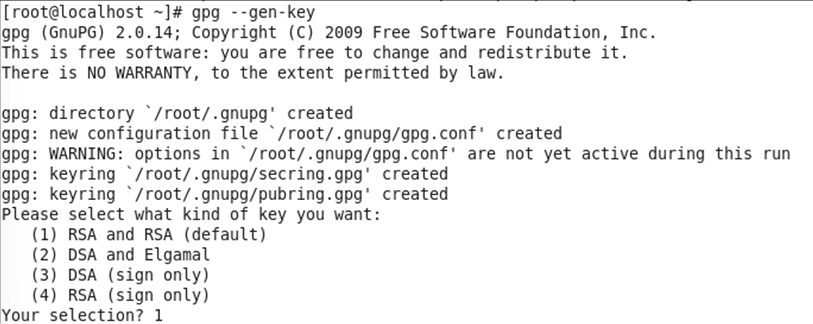 [root@localhost ~]# gpg --gen-key
gpg (GnuPG) 2.0.14; Copyright (C) 2009 Free Software Foundation, Inc.
This is free software: you are free to change and redistribute it.
There is NO WARRANTY, to the extent permitted by law.

gpg: directory `/root/.gnupg' created
gpg: new configuration file `/root/.gnupg/gpg.conf' created
gpg: WARNING: options in `/root/.gnupg/gpg.conf' are not yet active during this run
gpg: keyring `/root/.gnupg/secring.gpg' created
gpg: keyring `/root/.gnupg/pubring.gpg' created
Please select what kind of key you want:
   (1) RSA and RSA (default)
   (2) DSA and Elgamal
   (3) DSA (sign only)
   (4) RSA (sign only)
Your selection? 1